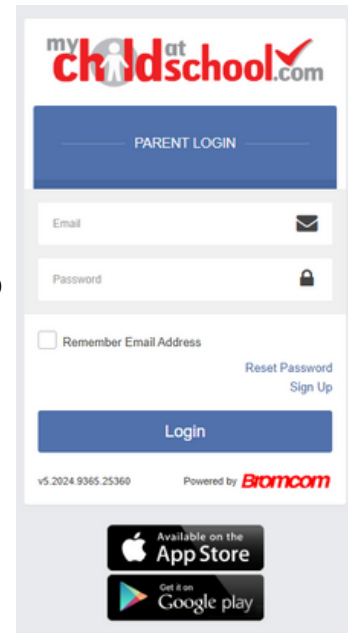 my child at school.com
PARENT LOGIN
Email
Password
Remember Email Address
Reset Password
Sign Up
Login
v5.2024.9365.25360 Powered by Bromcom
Available on the
App Store
Get it on
Google play